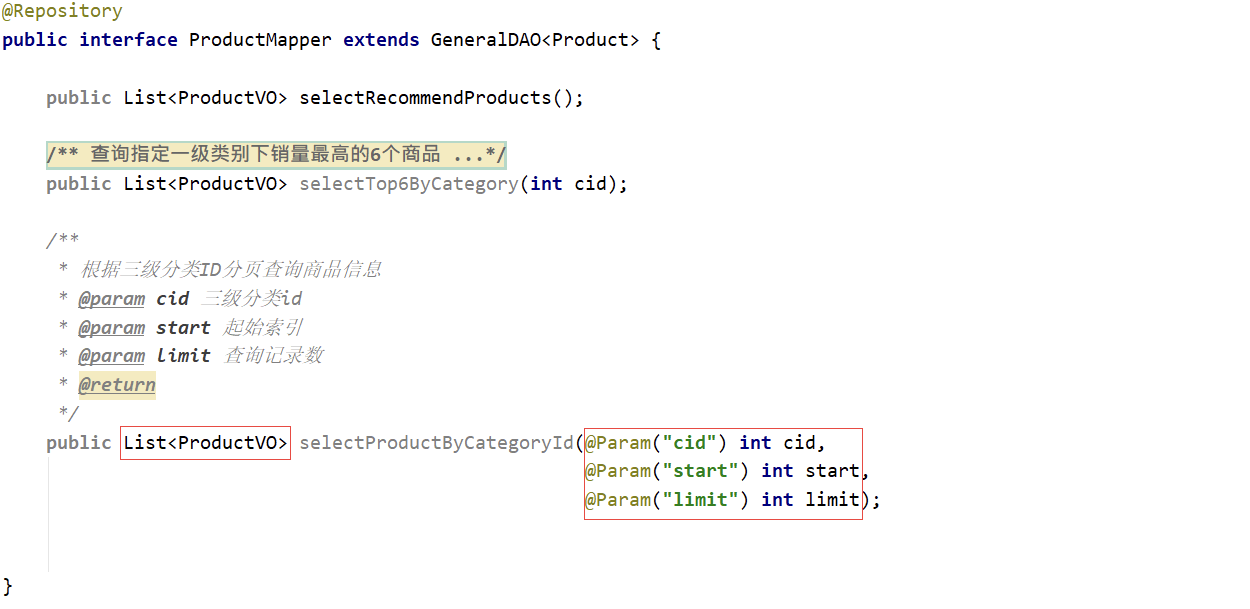 @Repository
public interface ProductMapper extends GeneralDAO<Product> {
public List<ProductVO> selectRecommendProducts();
/** 查询指定一级类别下销量最高的6个商品 ...*/
public List<ProductVO> selectTop6ByCategory(int cid);
/**
* 根据三级分类ID分页查询商品信息
* @param cid 三级分类id
* @param start 起始索引
* @param limit 查询记录数
* @return
*/
public List<ProductVO> selectProductByCategoryId(@Param("cid") int cid,
@Param("start") int start,
@Param("limit") int limit);
}